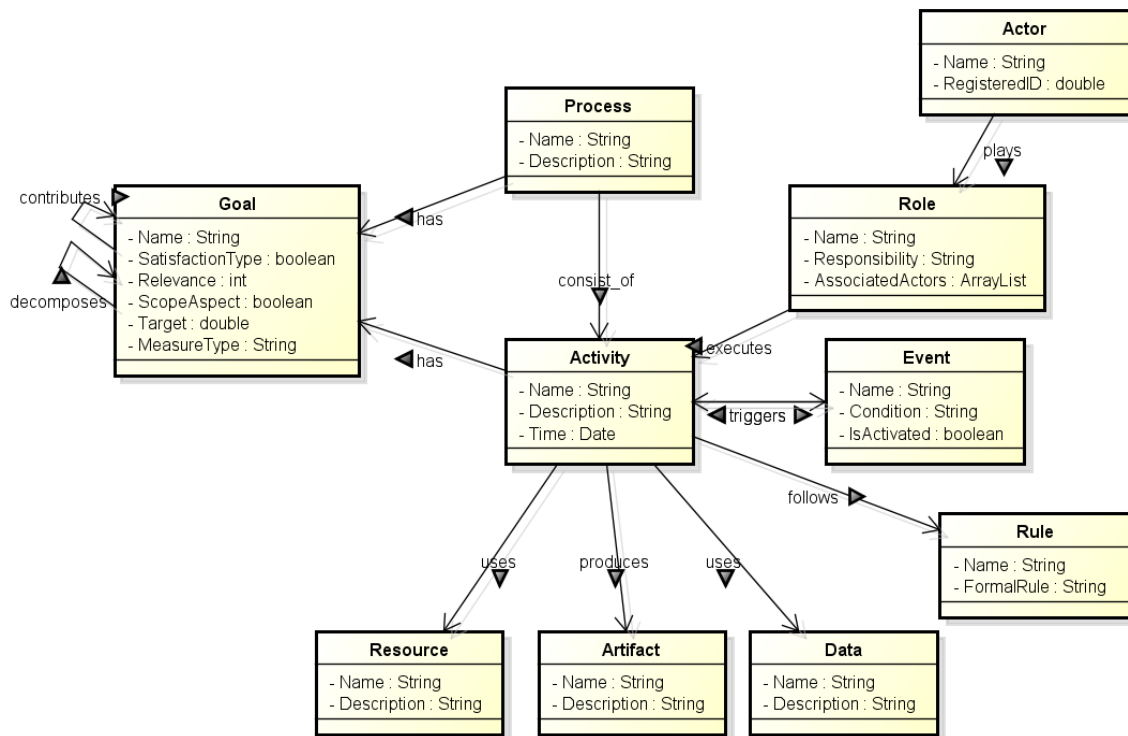 Actor
- Name : String
- RegisteredID : double
Process
- Name : String
- Description : String
plays
contributes
Goal
- Name : String
- SatisfactionType : boolean
- Relevance : int
- ScopeAspect : boolean
- Target : double
- MeasureType : String
decomposes
has
Role
- Name : String
- Responsibility : String
- AssociatedActors : ArrayList
consist_of
has
executes
Activity
- Name : String
- Description : String
- Time : Date
triggers
Event
- Name : String
- Condition : String
- IsActivated : boolean
follows
Rule
- Name : String
- FormalRule : String
uses
produces
uses
Resource
- Name : String
- Description : String
Artifact
- Name : String
- Description : String
Data
- Name : String
- Description : String